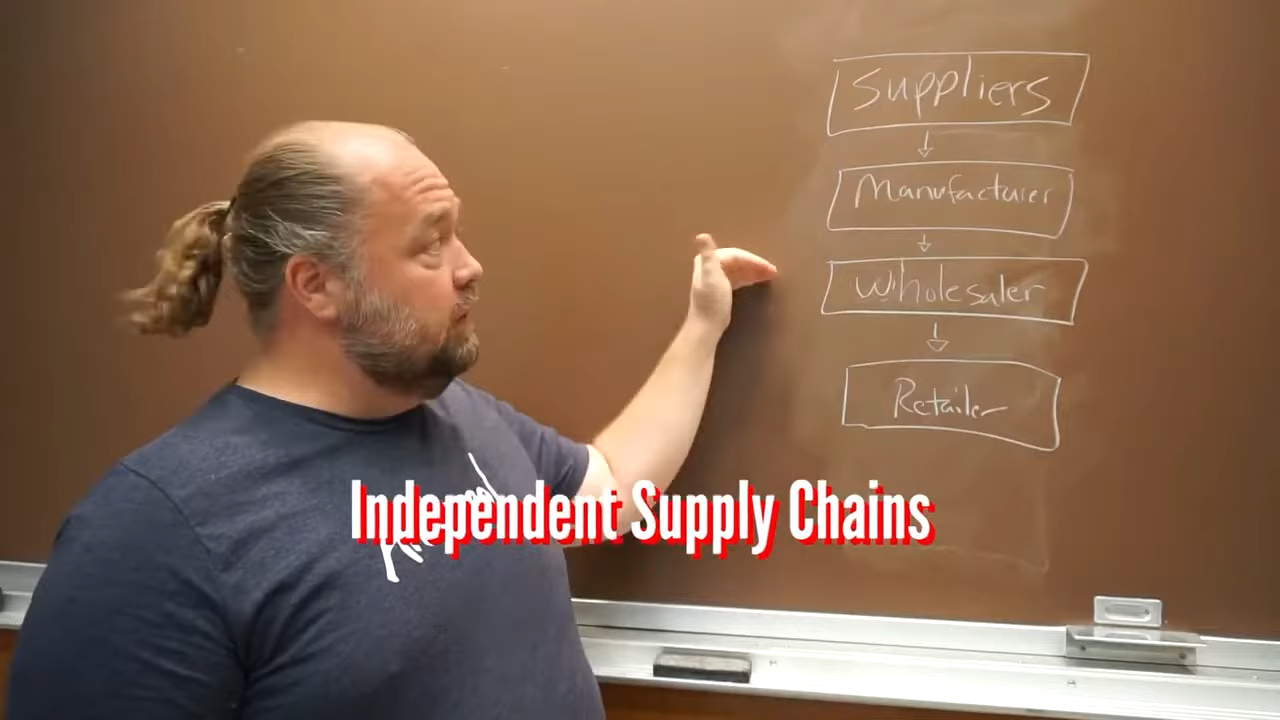 Suppliers
Manufacturer
Wholesaler
Retailer
Independent Supply Chains